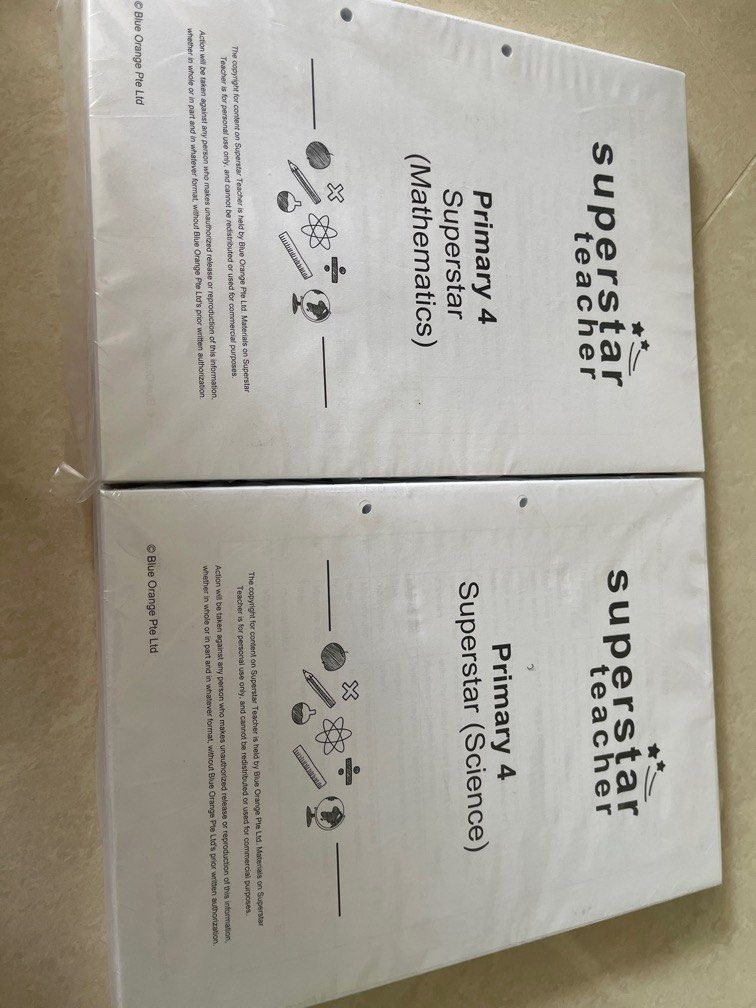 superstar
teacher
Primary 4
Superstar
(Mathematics)
The copyright for content on Superstar Teacher is held by Blue Orange Pte Ltd. Materials on Superstar
Teacher is for personal use only, and cannot be redistributed or used for commercial purposes.
Action will be taken against any person who makes unauthorized release or reproduction of this information,
whether in whole or in part and in whatever format, without Blue Orange Pte Ltd's prior written authorization.
© Blue Orange Pte Ltd
superstar
teacher
Primary 4
Superstar (Science)
The copyright for content on Superstar Teacher is held by Blue Orange Pte Ltd. Materials on Superstar
Teacher is for personal use only, and cannot be redistributed or used for commercial purposes.
Action will be taken against any person who makes unauthorized release or reproduction of this information,
whether in whole or in part and in whatever format, without Blue Orange Pte Ltd's prior written authorization.
© Blue Orange Pte Ltd